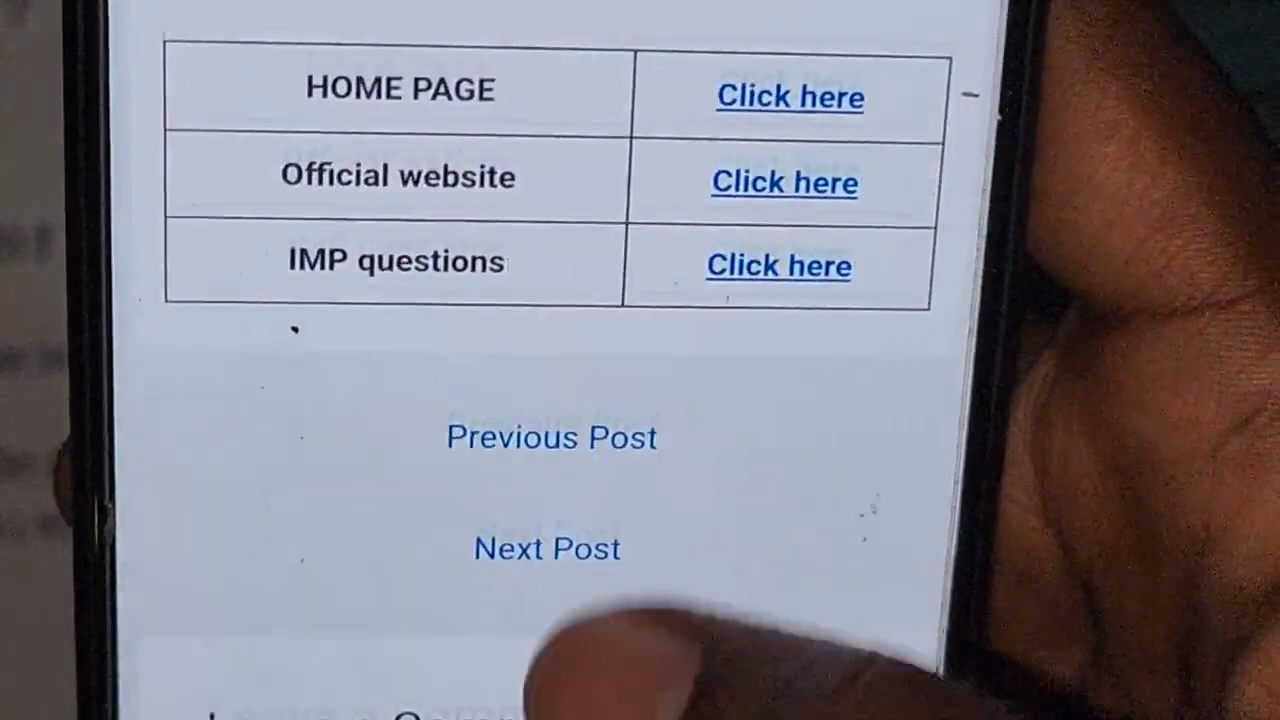 HOME PAGE Click here
Official website Click here
IMP questions Click here
Previous Post
Next Post